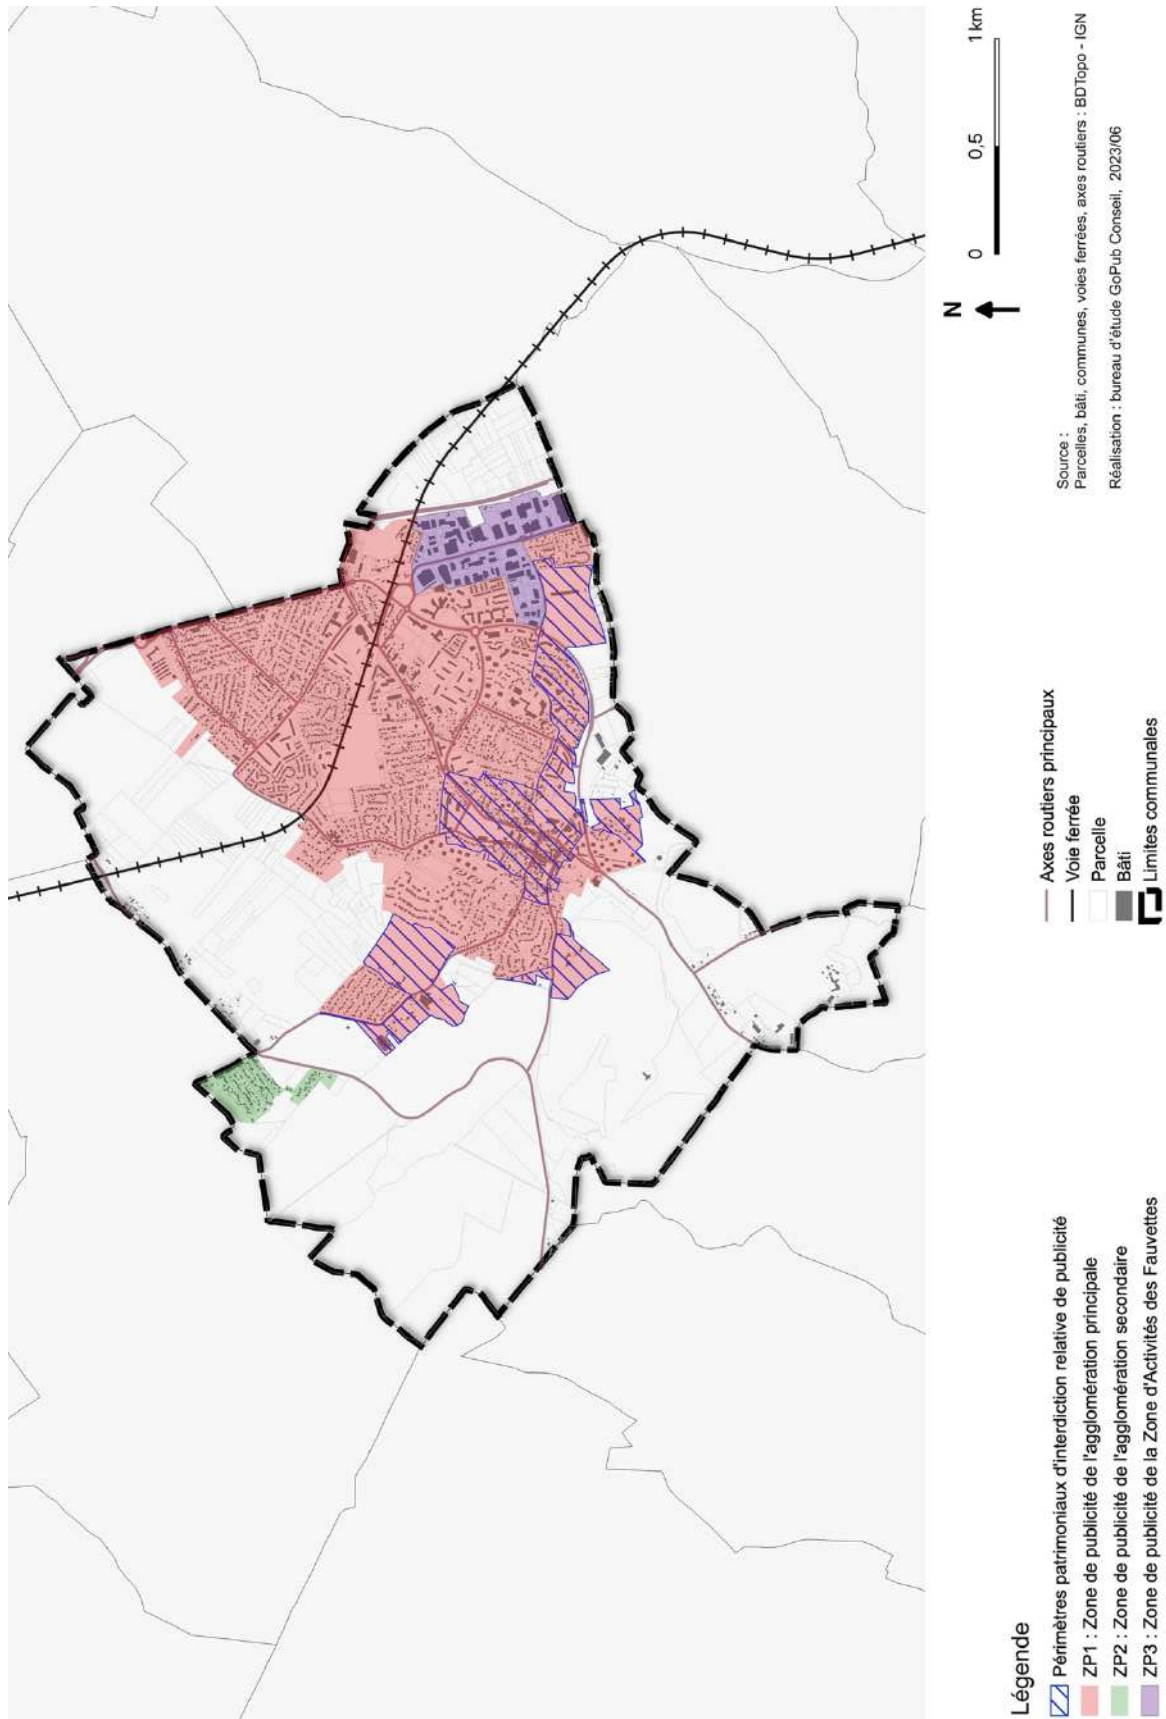 Légende
Périmètres patrimoniaux d'interdiction relative de publicité
ZP1 : Zone de publicité de l'agglomération principale
ZP2 : Zone de publicité de l'agglomération secondaire
ZP3 : Zone de publicité de la Zone d'Activités des Fauvettes
Axes routiers principaux
Voie ferrée
Parcelle
Bâti
Limites communales
N
0 0,5 1 km
Source :
Parcelles, bâti, communes, voies ferrées, axes routiers : BDTopo - IGN
Réalisation : bureau d'étude GoPub Conseil, 2023/06